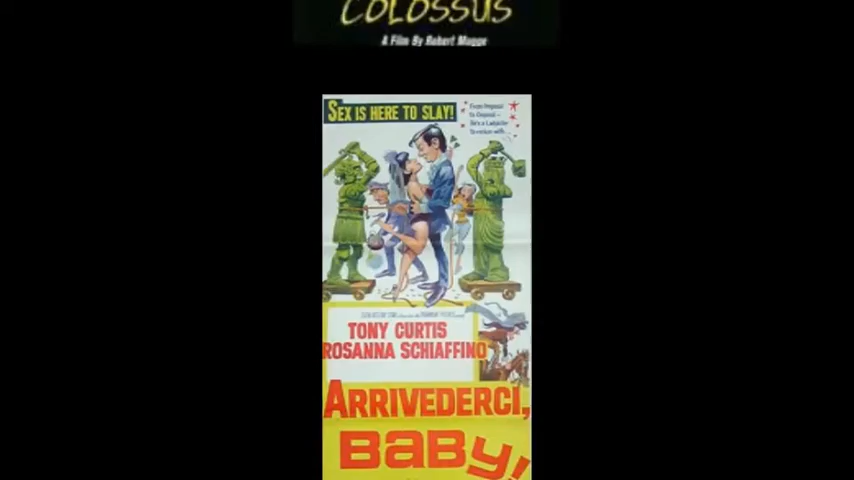 COLOSSUS
A Film By Robert Mugge
SEX IS HERE TO SLAY!
TONY CURTIS
ROSANNA SCHIAFFINO
ARRIVEDERCI,
BABY!